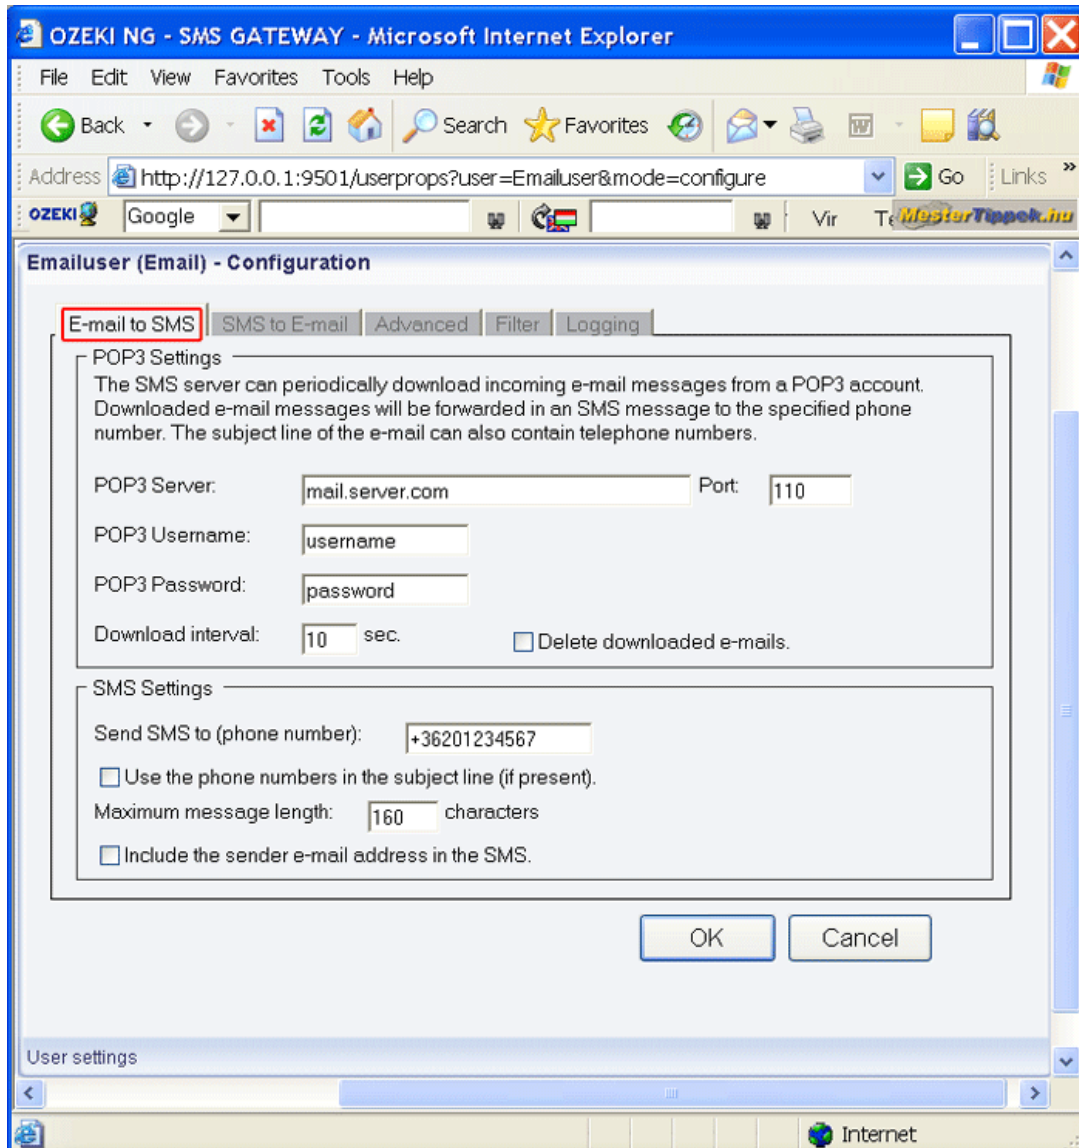 OZEKI NG - SMS GATEWAY - Microsoft Internet Explorer
File Edit View Favorites Tools Help
Back Search Favorites
Address http://127.0.0.1:9501/userprops?user=Emailuser&mode=configure Go Links »
OZEKI Google Vir MesterTippek.hu
Emailuser (Email) - Configuration
E-mail to SMS SMS to E-mail Advanced Filter Logging
POP3 Settings
The SMS server can periodically download incoming e-mail messages from a POP3 account.
Downloaded e-mail messages will be forwarded in an SMS message to the specified phone
number. The subject line of the e-mail can also contain telephone numbers.
POP3 Server: mail.server.com Port: 110
POP3 Username: username
POP3 Password: password
Download interval: 10 sec. Delete downloaded e-mails.
SMS Settings
Send SMS to (phone number): +36201234567
Use the phone numbers in the subject line (if present).
Maximum message length: 160 characters
Include the sender e-mail address in the SMS.
OK Cancel
User settings
Internet